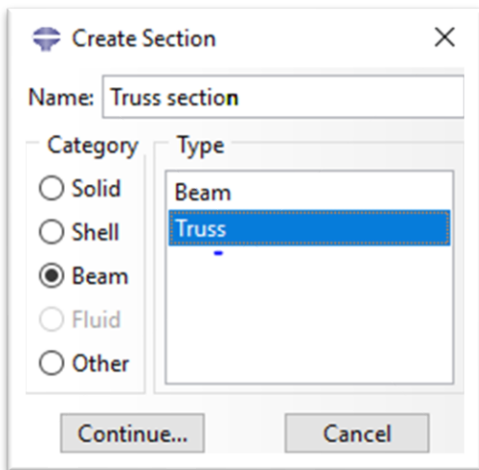 Create Section
Name: Truss section
Category
Type
Solid
Shell
Beam
Fluid
Other
Beam
Truss
Continue...
Cancel